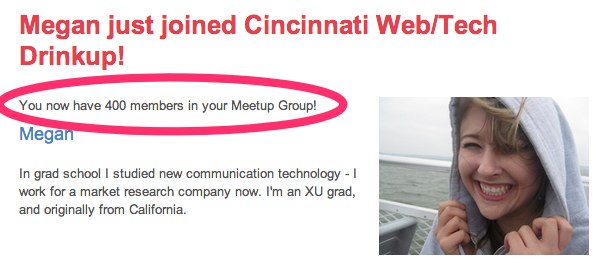 Megan just joined Cincinnati Web/Tech
Drinkup!
You now have 400 members in your Meetup Group!
Megan
In grad school I studied new communication technology - I
work for a market research company now. I'm an XU grad,
and originally from California.